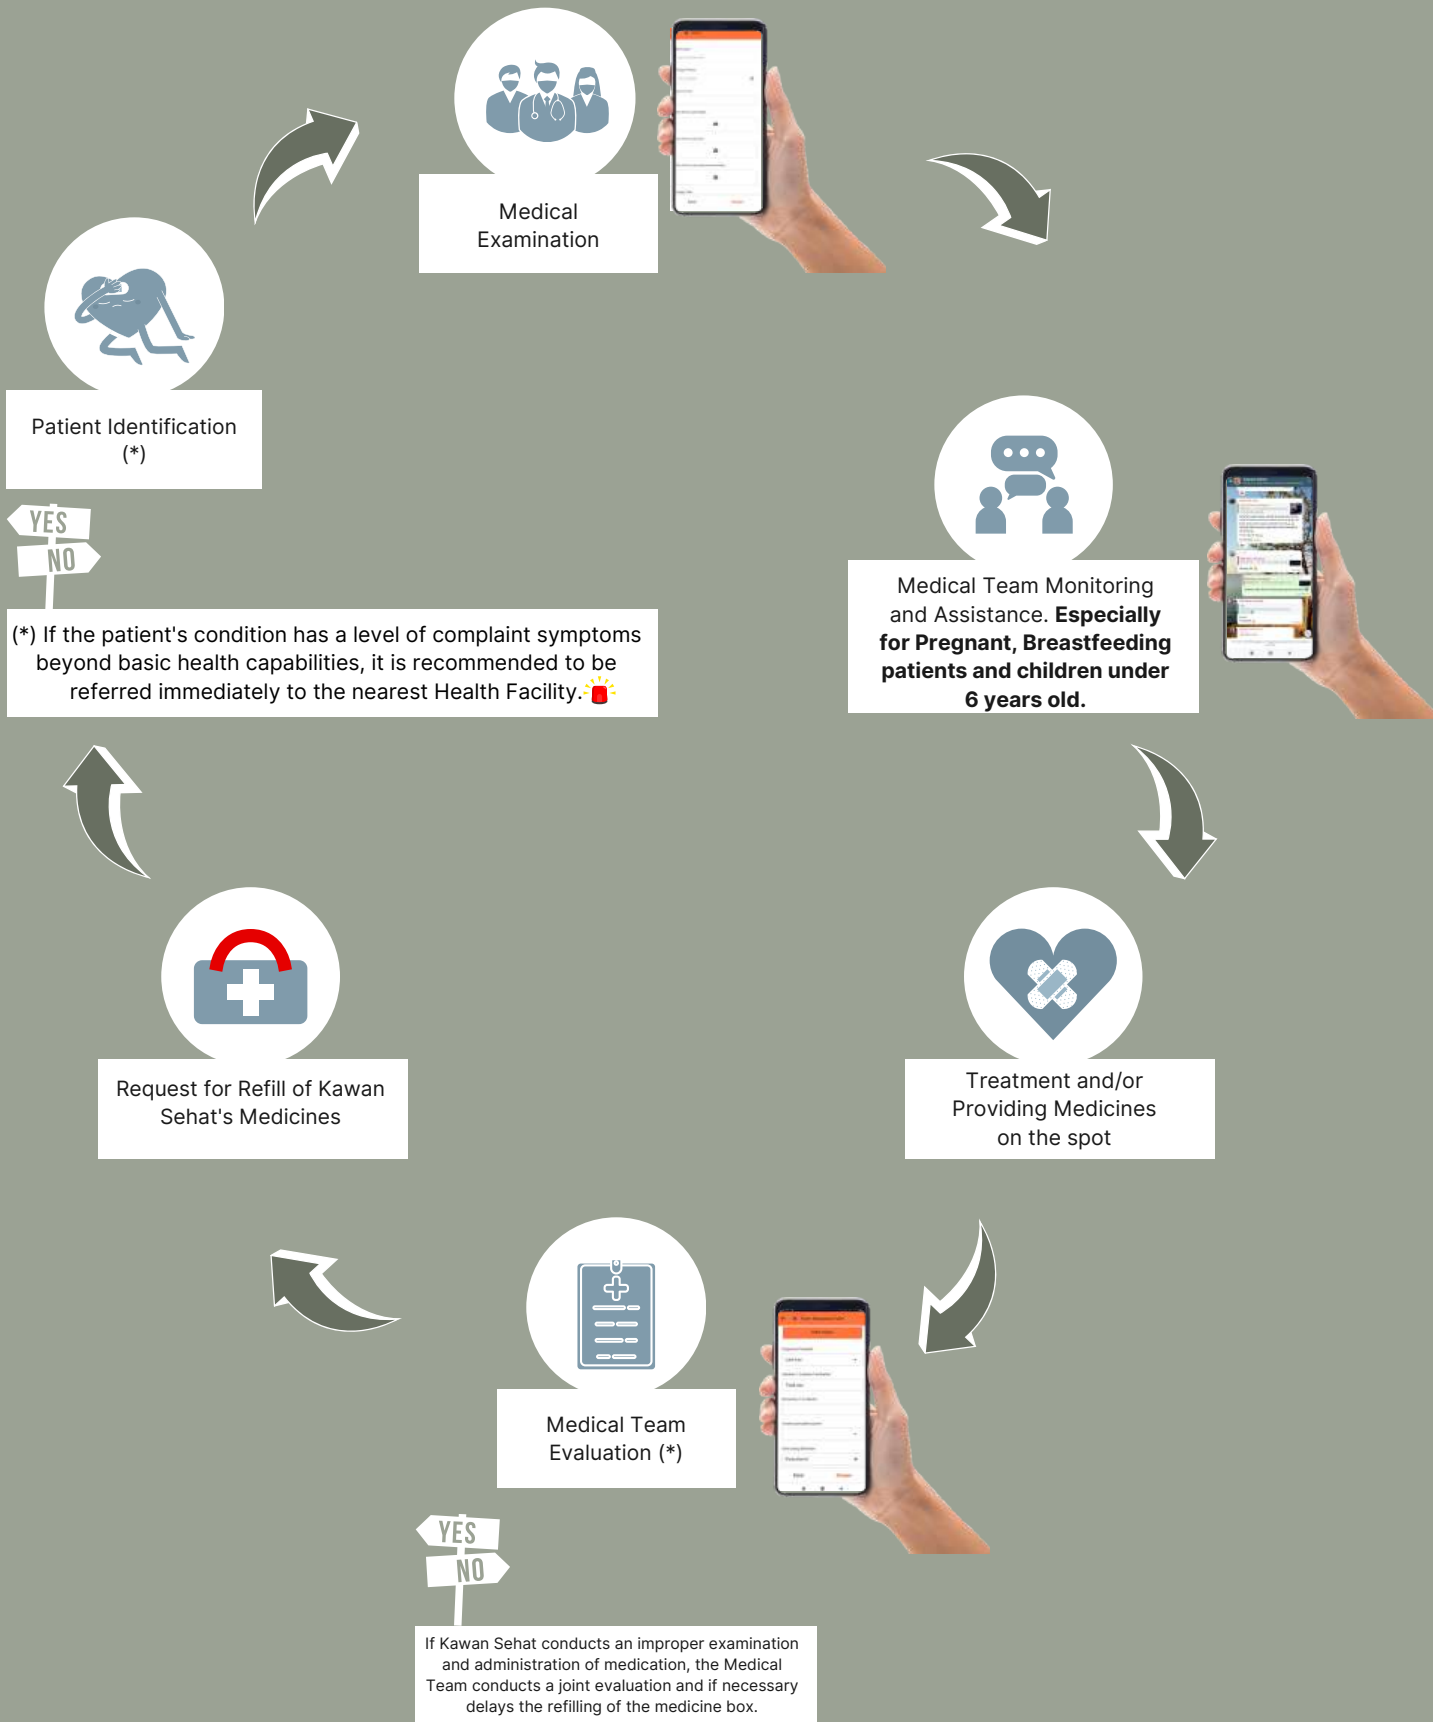 Medical
Examination
Patient Identification
(*)
YES
NO
(*) If the patient's condition has a level of complaint symptoms
beyond basic health capabilities, it is recommended to be
referred immediately to the nearest Health Facility.
Medical Team Monitoring
and Assistance. Especially
for Pregnant, Breastfeeding
patients and children under
6 years old.
Treatment and/or
Providing Medicines
on the spot
Medical Team
Evaluation (*)
YES
NO
If Kawan Sehat conducts an improper examination
and administration of medication, the Medical
Team conducts a joint evaluation and if necessary
delays the refilling of the medicine box.
Request for Refill of Kawan
Sehat's Medicines